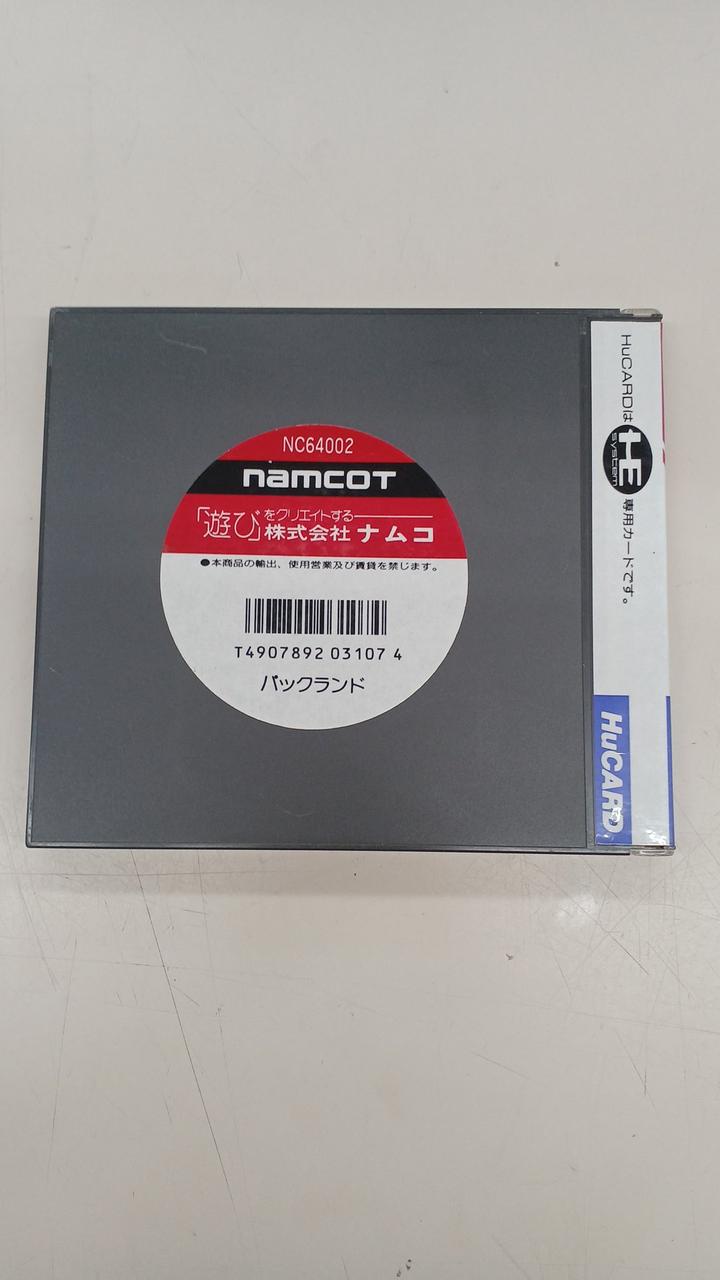 NC64002
namcoT
「遊び」をクリエイトする
株式会社 ナムコ
●本商品の輸出、使用営業及び賃貸を禁じます。
T4907892 03107 4
パックランド
HuCARDは HE system 専用カードです。
HuCARD